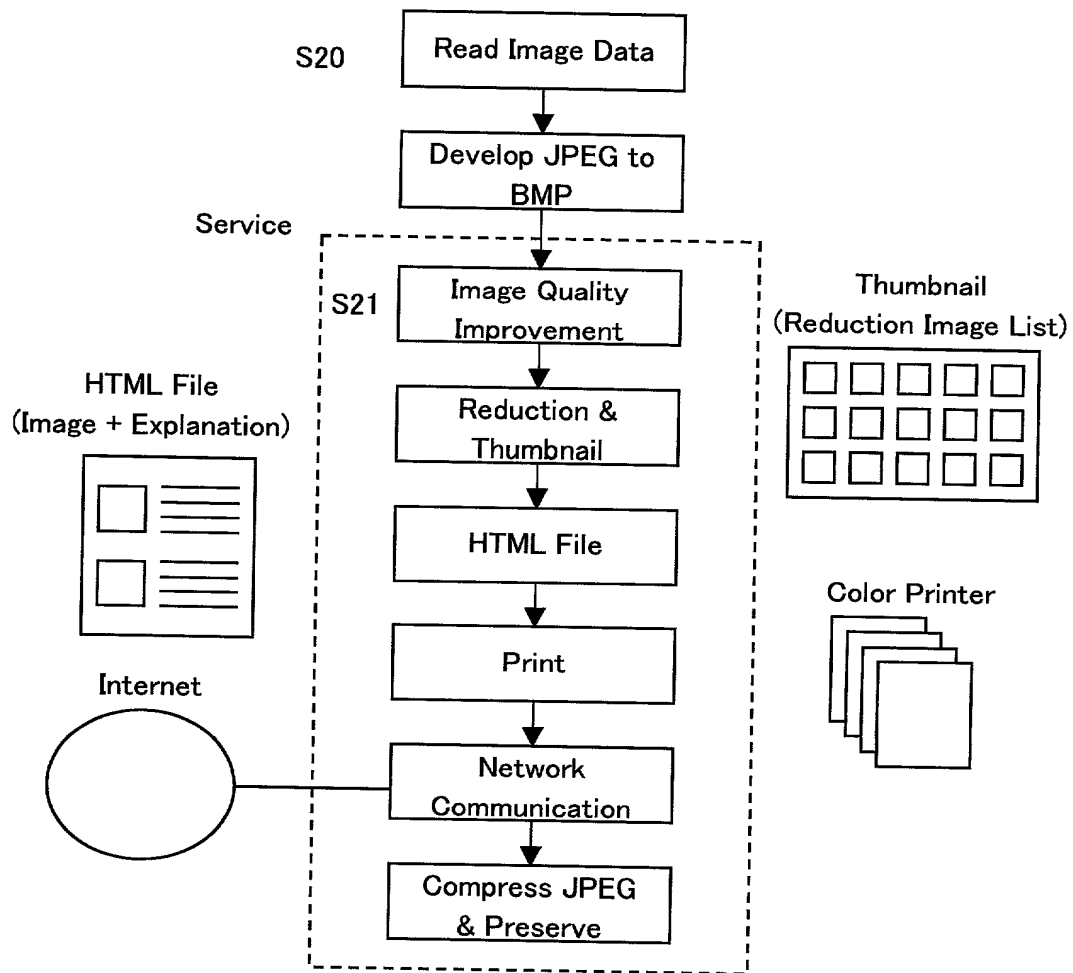 S20
Read Image Data
Develop JPEG to
BMP
Service
S21
Image Quality
Improvement
Thumbnail
(Reduction Image List)
HTML File
(Image + Explanation)
Reduction &
Thumbnail
HTML File
Color Printer
Print
Internet
Network
Communication
Compress JPEG
& Preserve